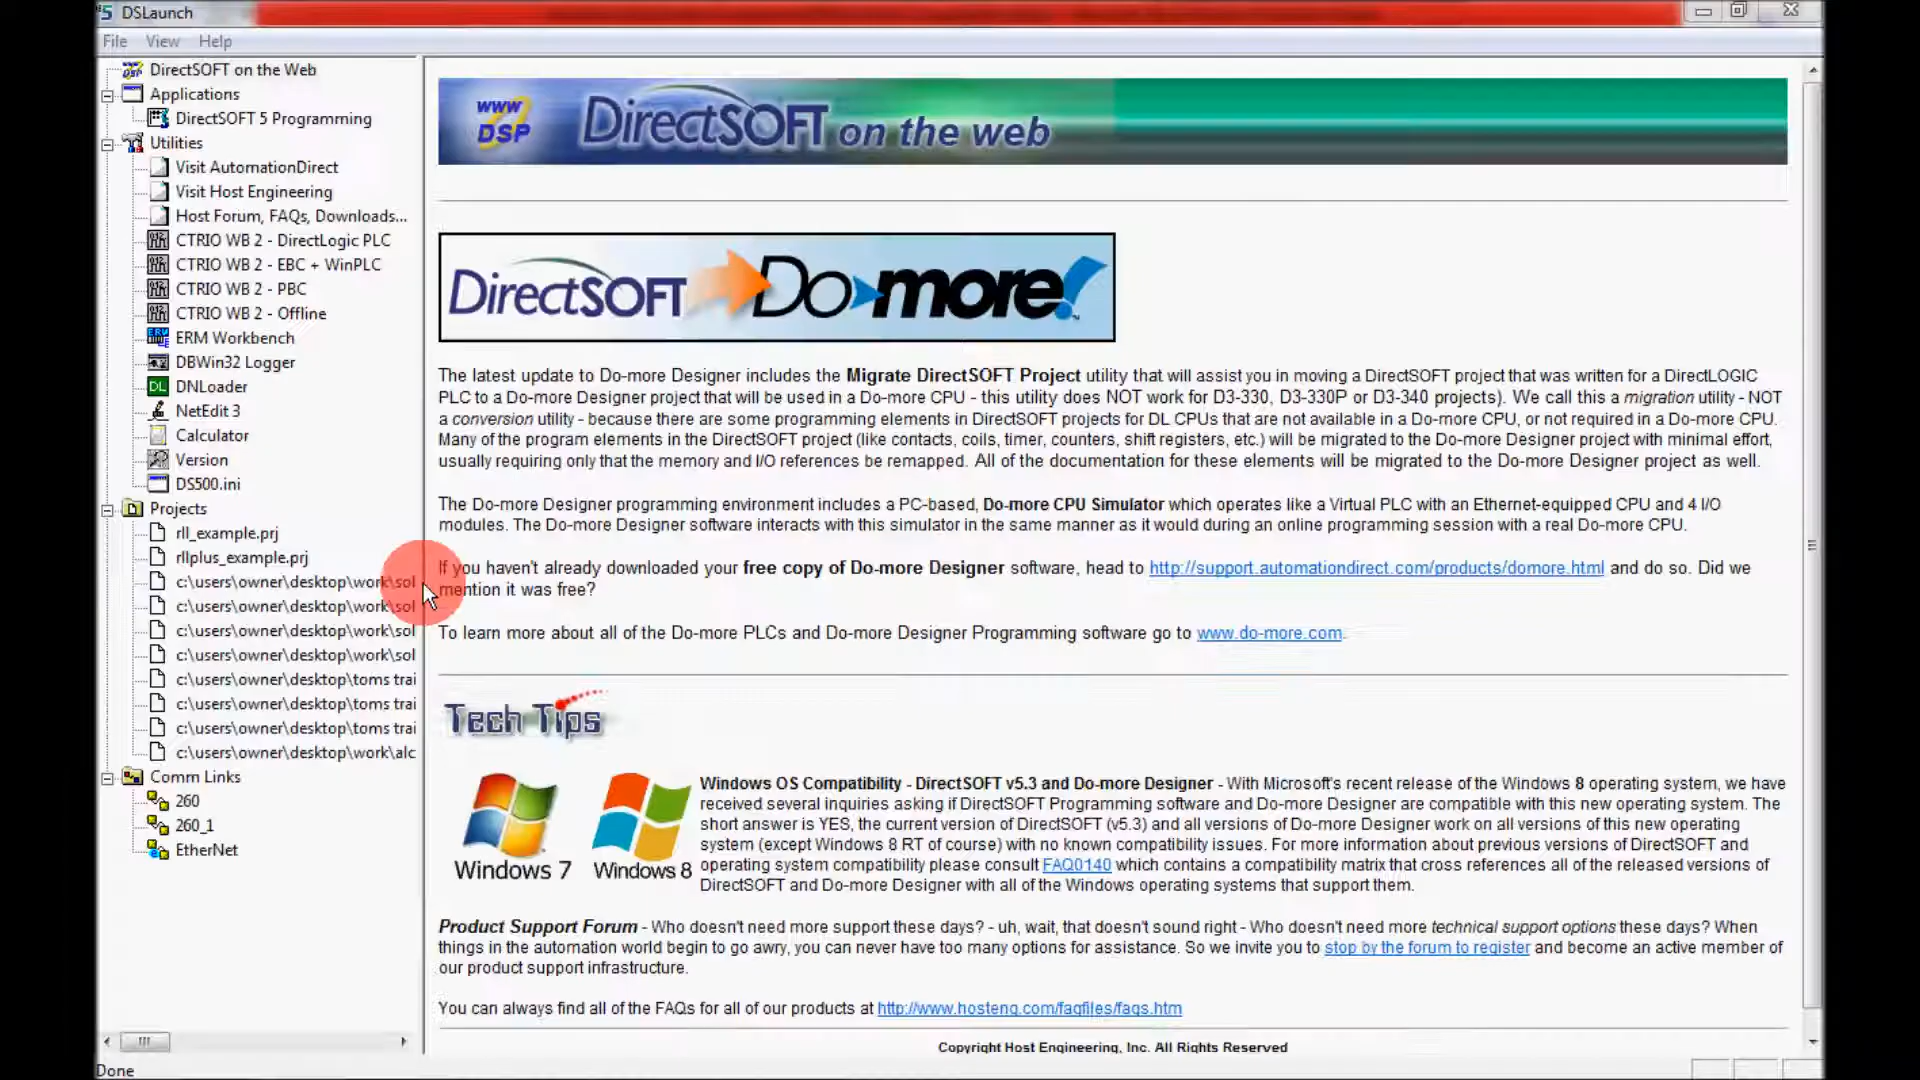 DSLaunch
File View Help
DirectSOFT on the Web
Applications
DirectSOFT 5 Programming
Utilities
Visit AutomationDirect
Visit Host Engineering
Host Forum, FAQs, Downloads...
CTRIO WB 2 - DirectLogic PLC
CTRIO WB 2 - EBC + WinPLC
CTRIO WB 2 - PBC
CTRIO WB 2 - Offline
ERM Workbench
DBWin32 Logger
DNLoader
NetEdit 3
Calculator
Version
DS500.ini
Projects
rll_example.prj
rllplus_example.prj
c:\users\owner\desktop\work\sol
c:\users\owner\desktop\work\sol
c:\users\owner\desktop\work\sol
c:\users\owner\desktop\work\sol
c:\users\owner\desktop\toms trai
c:\users\owner\desktop\toms trai
c:\users\owner\desktop\toms trai
c:\users\owner\desktop\work\alc
Comm Links
260
260_1
EtherNet
Done
www DSP DirectSOFT on the web
DirectSOFT Do-more!
The latest update to Do-more Designer includes the Migrate DirectSOFT Project utility that will assist you in moving a DirectSOFT project that was written for a DirectLOGIC
PLC to a Do-more Designer project that will be used in a Do-more CPU - this utility does NOT work for D3-330, D3-330P or D3-340 projects). We call this a migration utility - NOT
a conversion utility - because there are some programming elements in DirectSOFT projects for DL CPUs that are not available in a Do-more CPU, or not required in a Do-more CPU.
Many of the program elements in the DirectSOFT project (like contacts, coils, timer, counters, shift registers, etc.) will be migrated to the Do-more Designer project with minimal effort,
usually requiring only that the memory and I/O references be remapped. All of the documentation for these elements will be migrated to the Do-more Designer project as well.
The Do-more Designer programming environment includes a PC-based, Do-more CPU Simulator which operates like a Virtual PLC with an Ethernet-equipped CPU and 4 I/O
modules. The Do-more Designer software interacts with this simulator in the same manner as it would during an online programming session with a real Do-more CPU.
If you haven't already downloaded your free copy of Do-more Designer software, head to http://support.automationdirect.com/products/domore.html and do so. Did we
mention it was free?
To learn more about all of the Do-more PLCs and Do-more Designer Programming software go to www.do-more.com.
Tech Tips
Windows 7 Windows 8
Windows OS Compatibility - DirectSOFT v5.3 and Do-more Designer - With Microsoft's recent release of the Windows 8 operating system, we have
received several inquiries asking if DirectSOFT Programming software and Do-more Designer are compatible with this new operating system. The
short answer is YES, the current version of DirectSOFT (v5.3) and all versions of Do-more Designer work on all versions of this new operating
system (except Windows 8 RT of course) with no known compatibility issues. For more information about previous versions of DirectSOFT and
operating system compatibility please consult FAQ0140 which contains a compatibility matrix that cross references all of the released versions of
DirectSOFT and Do-more Designer with all of the Windows operating systems that support them.
Product Support Forum - Who doesn't need more support these days? - uh, wait, that doesn't sound right - Who doesn't need more technical support options these days? When
things in the automation world begin to go awry, you can never have too many options for assistance. So we invite you to stop by the forum to register and become an active member of
our product support infrastructure.
You can always find all of the FAQs for all of our products at http://www.hosteng.com/faqfiles/faqs.htm
Copyright Host Engineering, Inc. All Rights Reserved